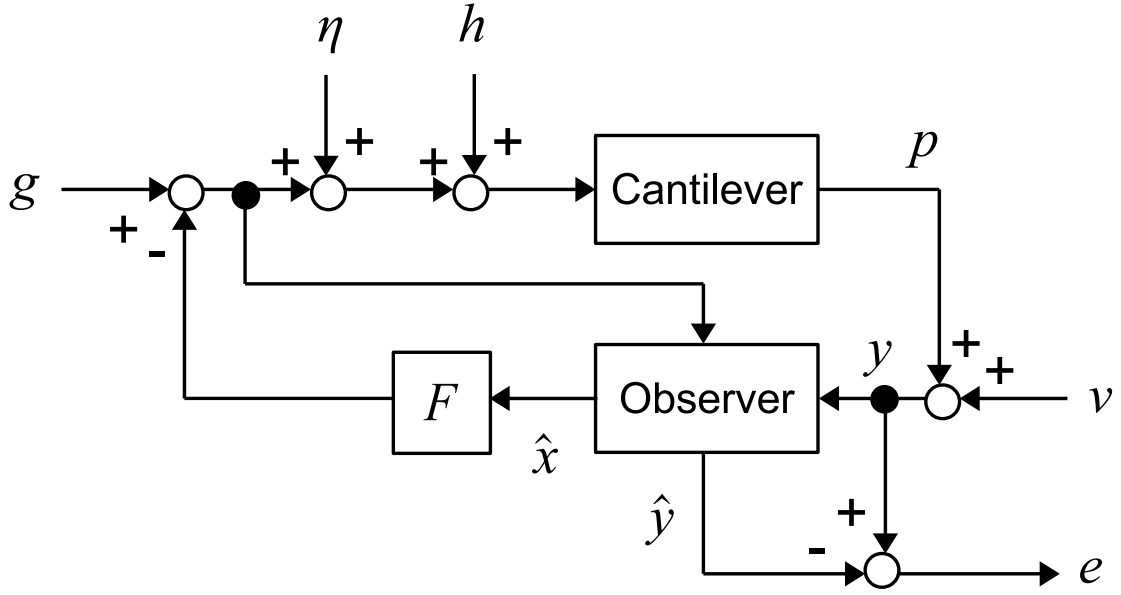 η h
+ + + + p
g Cantilever
+ -
+ +
y
F Observer v
x̂
ŷ +
- e